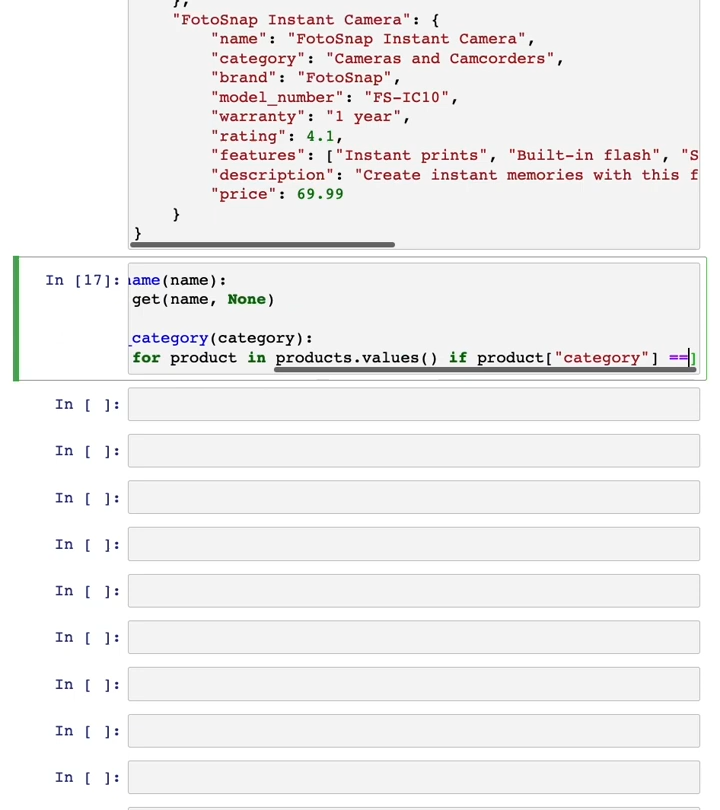 },
"FotoSnap Instant Camera": {
"name": "FotoSnap Instant Camera",
"category": "Cameras and Camcorders",
"brand": "FotoSnap",
"model_number": "FS-IC10",
"warranty": "1 year",
"rating": 4.1,
"features": ["Instant prints", "Built-in flash", "S
"description": "Create instant memories with this f
"price": 69.99
}
}
In [17]: ame(name):
get(name, None)
_category(category):
for product in products.values() if product["category"] ==]
In [ ]:
In [ ]:
In [ ]:
In [ ]:
In [ ]:
In [ ]:
In [ ]:
In [ ]:
In [ ]: